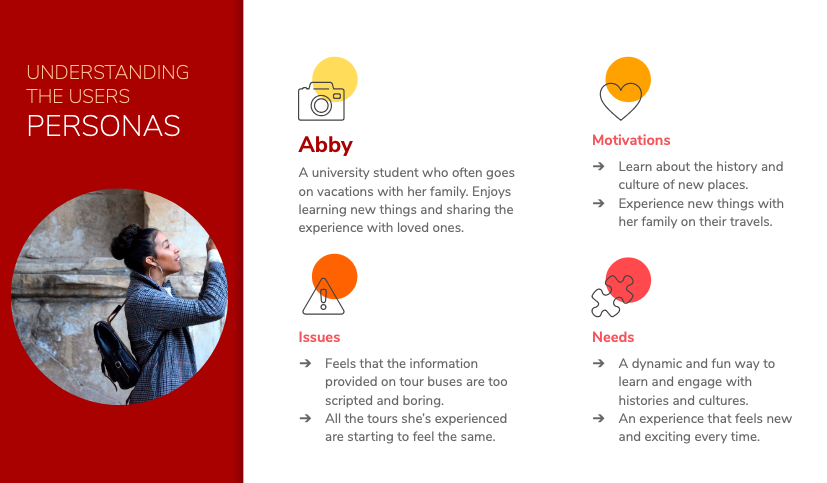 UNDERSTANDING
THE USERS
PERSONAS
Abby
A university student who often goes
on vacations with her family. Enjoys
learning new things and sharing the
experience with loved ones.
Motivations
➔ Learn about the history and
culture of new places.
➔ Experience new things with
her family on their travels.
Issues
➔ Feels that the information
provided on tour buses are too
scripted and boring.
➔ All the tours she's experienced
are starting to feel the same.
Needs
➔ A dynamic and fun way to
learn and engage with
histories and cultures.
➔ An experience that feels new
and exciting every time.